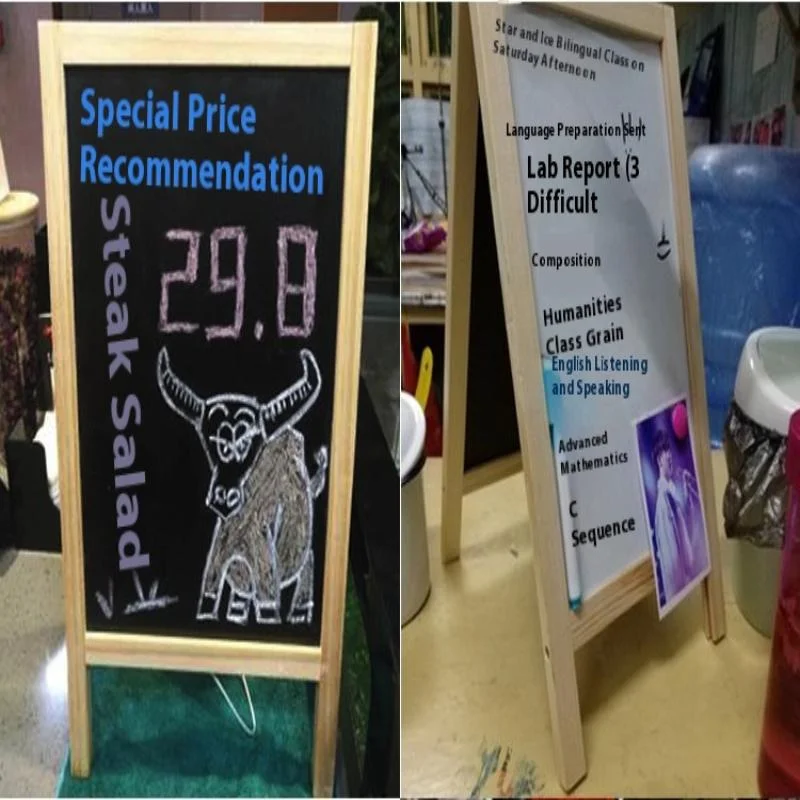 Special Price
Recommendation
Steak Salad
29.8
Star and Ice Bilingual Class on
Saturday Afternoon
Language Preparation Sent
Lab Report (3
Difficult
Composition
Humanities
Class Grain
English Listening
and Speaking
Advanced
Mathematics
C
Sequence